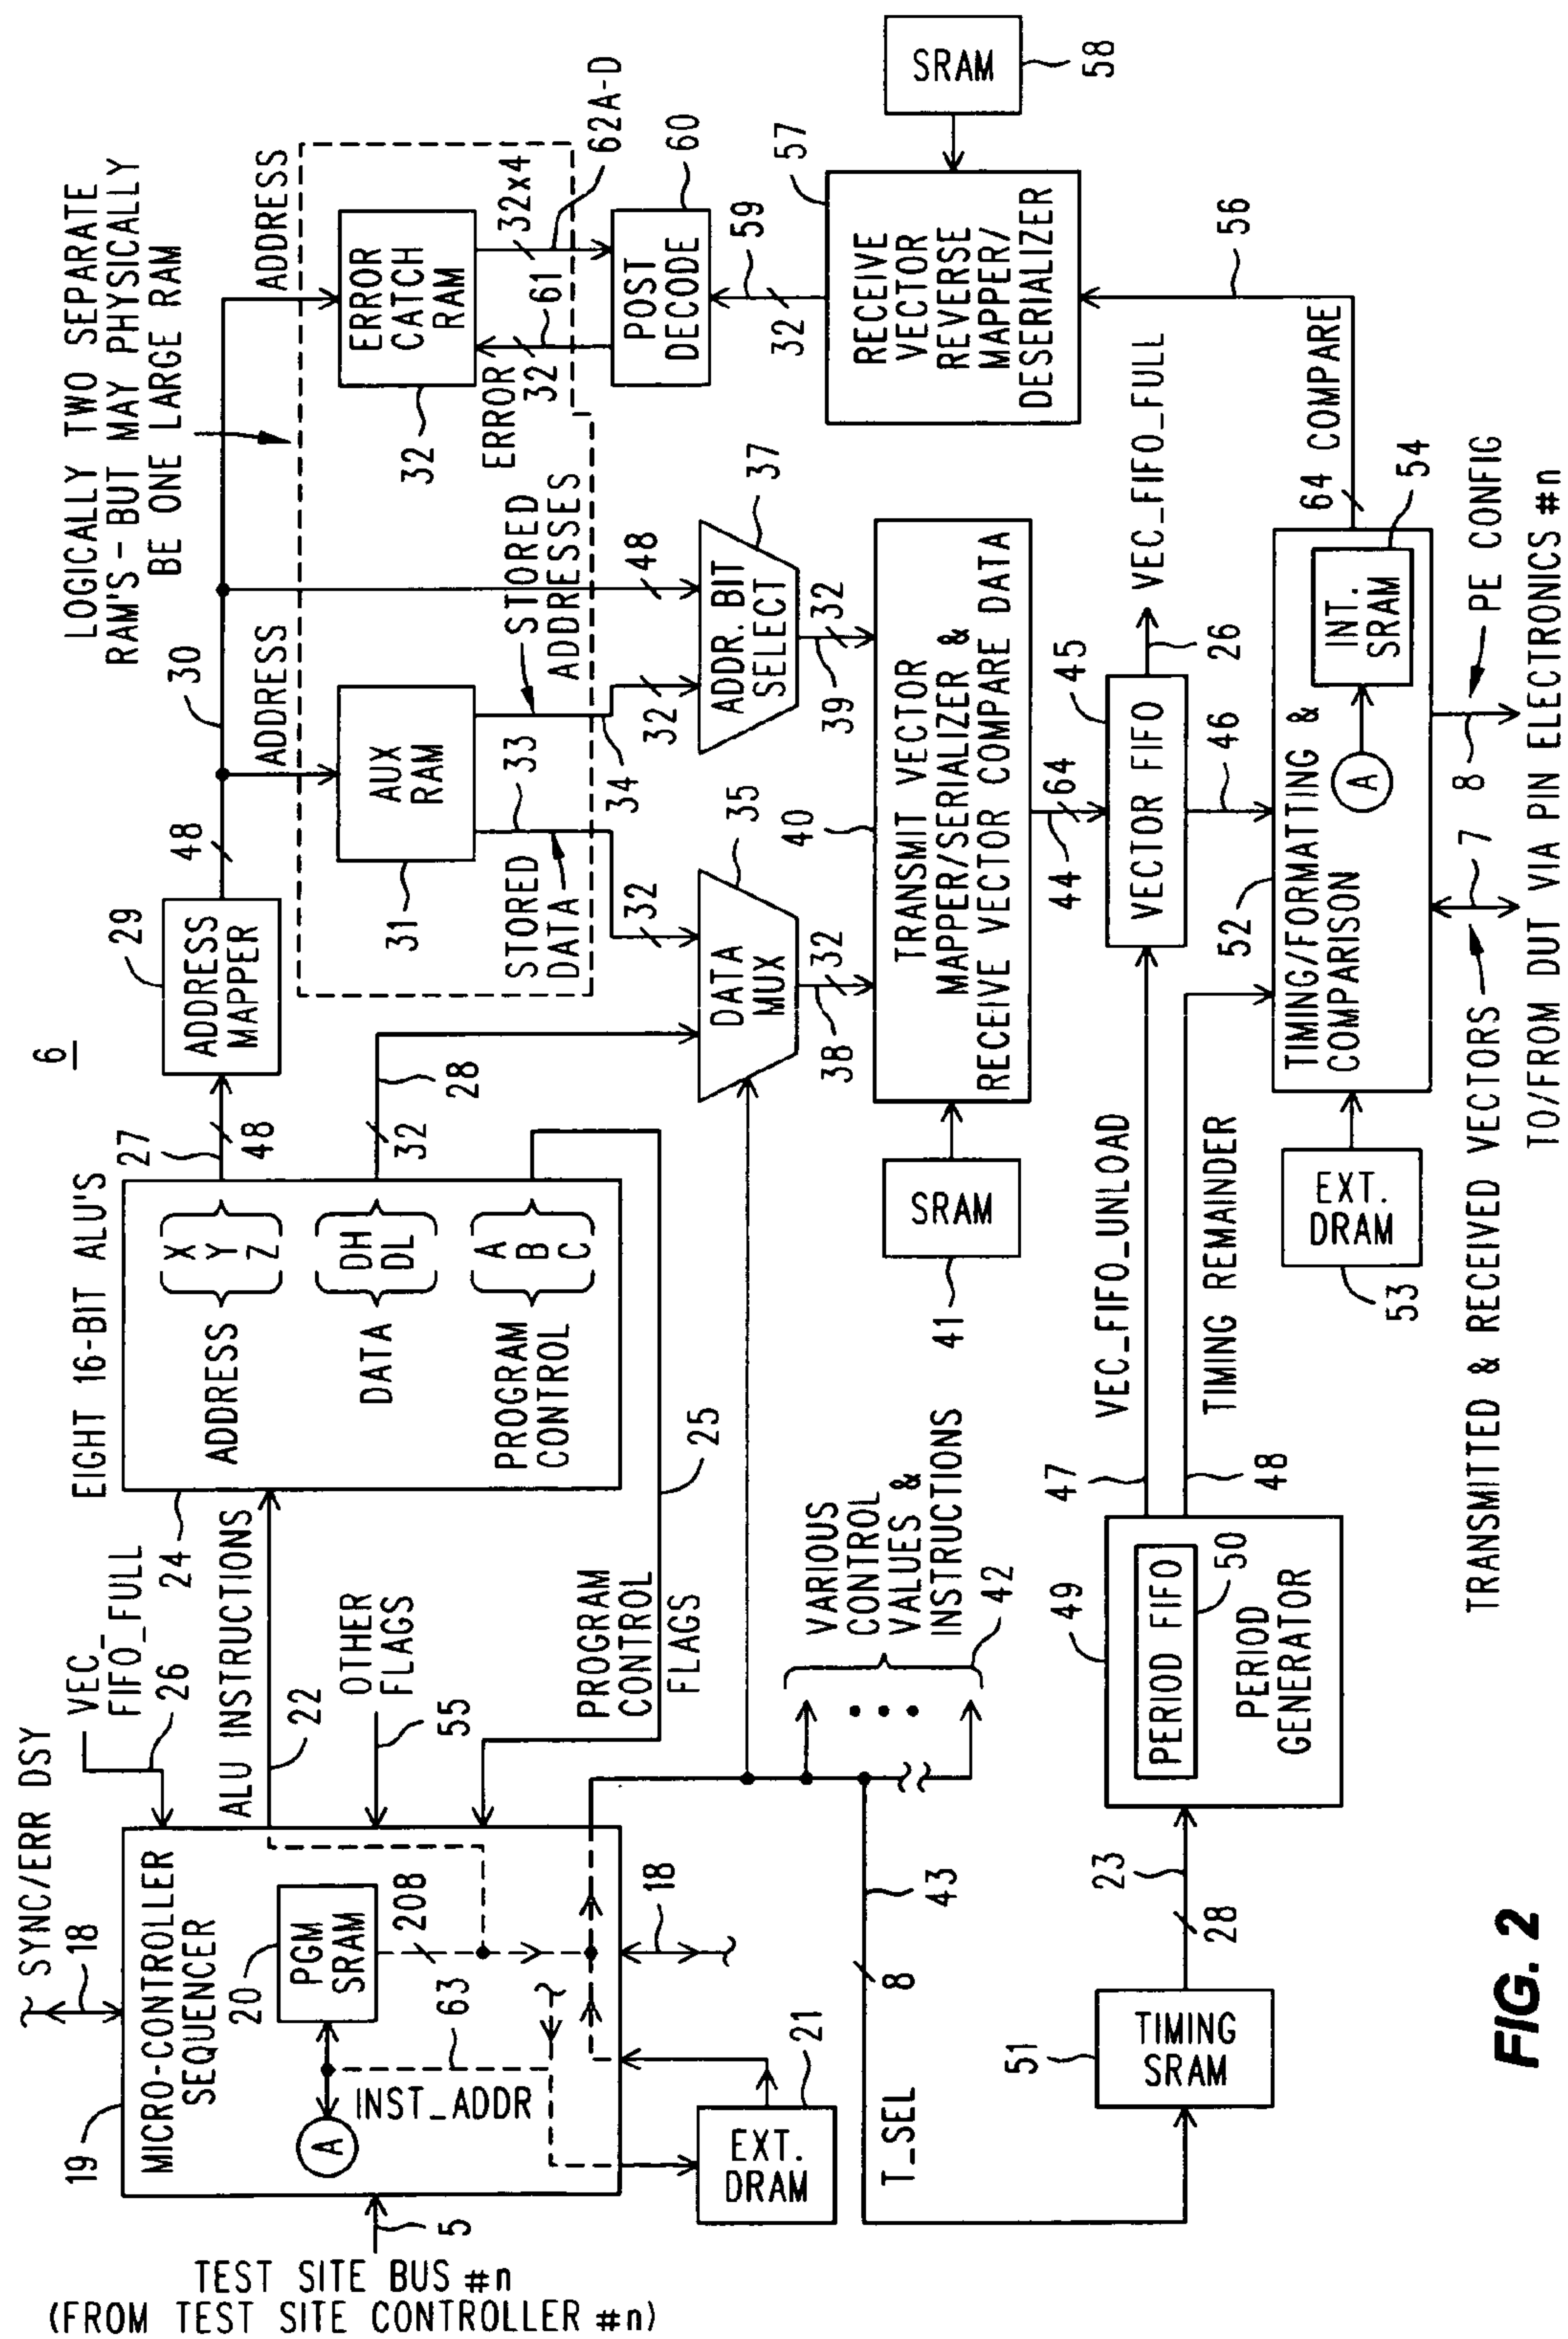 6
SYNC/ERR DSY
18
VEC_
FIFO_FULL
26
19
MICRO-CONTROLLER
SEQUENCER
20
PGM
SRAM
208
63
A
INST_ADDR
TEST SITE BUS #n
(FROM TEST SITE CONTROLLER #n)
5
18
EXT.
DRAM
21
ALU INSTRUCTIONS
22
OTHER
FLAGS
55
PROGRAM
CONTROL
FLAGS
25
24
EIGHT 16-BIT ALU'S
ADDRESS
X
Y
Z
DATA
DH
DL
PROGRAM
CONTROL
A
B
C
27
48
28
32
29
ADDRESS
MAPPER
48
30
LOGICALLY TWO SEPARATE
RAM'S - BUT MAY PHYSICALLY
BE ONE LARGE RAM
ADDRESS
ADDRESS
AUX
RAM
31
33
34
STORED
DATA
STORED
ADDRESSES
32
32
48
ERROR
CATCH
RAM
32
ERROR
32
61
32x4
62A-D
POST
DECODE
60
59
32
DATA
MUX
35
38
32
ADDR. BIT
SELECT
37
39
32
40
TRANSMIT VECTOR
MAPPER/SERIALIZER &
RECEIVE VECTOR COMPARE DATA
SRAM
41
44
64
RECEIVE
VECTOR
REVERSE
MAPPER/
DESERIALIZER
57
SRAM
58
56
VARIOUS
CONTROL
VALUES &
INSTRUCTIONS
42
43
8
T_SEL
TIMING
SRAM
51
23
28
49
PERIOD FIFO
50
PERIOD
GENERATOR
47
VEC_FIFO_UNLOAD
48
TIMING REMAINDER
VECTOR FIFO
45
26
VEC_FIFO_FULL
46
52
TIMING/FORMATTING &
COMPARISON
A
INT.
SRAM
54
64 COMPARE
EXT.
DRAM
53
7
8
PE CONFIG
TRANSMITTED & RECEIVED VECTORS
TO/FROM DUT VIA PIN ELECTRONICS #n
FIG. 2